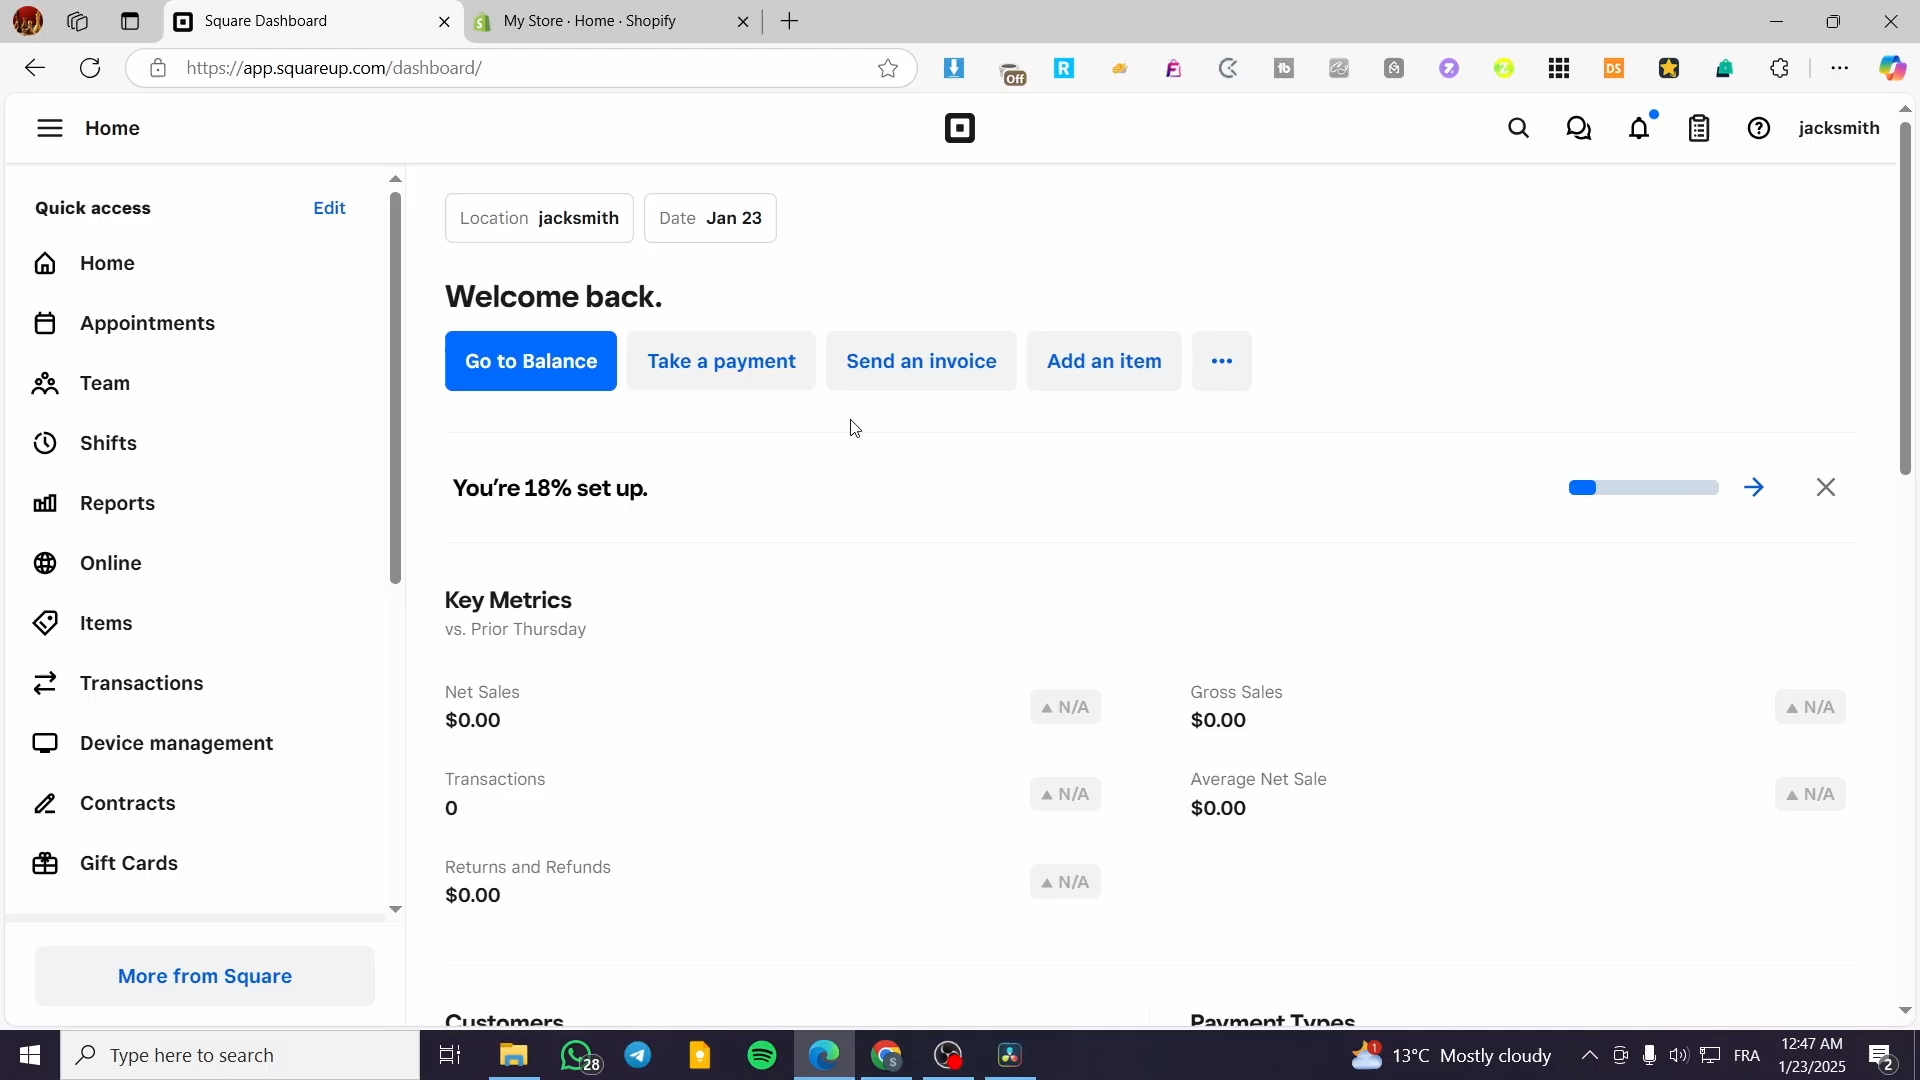 Square Dashboard
My Store · Home · Shopify
https://app.squareup.com/dashboard/
Off
R
tb
DS
Home
jacksmith
Quick access
Edit
Home
Appointments
Team
Shifts
Reports
Online
Items
Transactions
Device management
Contracts
Gift Cards
More from Square
Location jacksmith
Date Jan 23
Welcome back.
Go to Balance
Take a payment
Send an invoice
Add an item
You're 18% set up.
Key Metrics
vs. Prior Thursday
Net Sales
$0.00
N/A
Gross Sales
$0.00
N/A
Transactions
0
N/A
Average Net Sale
$0.00
N/A
Returns and Refunds
$0.00
N/A
Customers
Payment Types
Type here to search
28
1
13°C Mostly cloudy
FRA
12:47 AM
1/23/2025
2